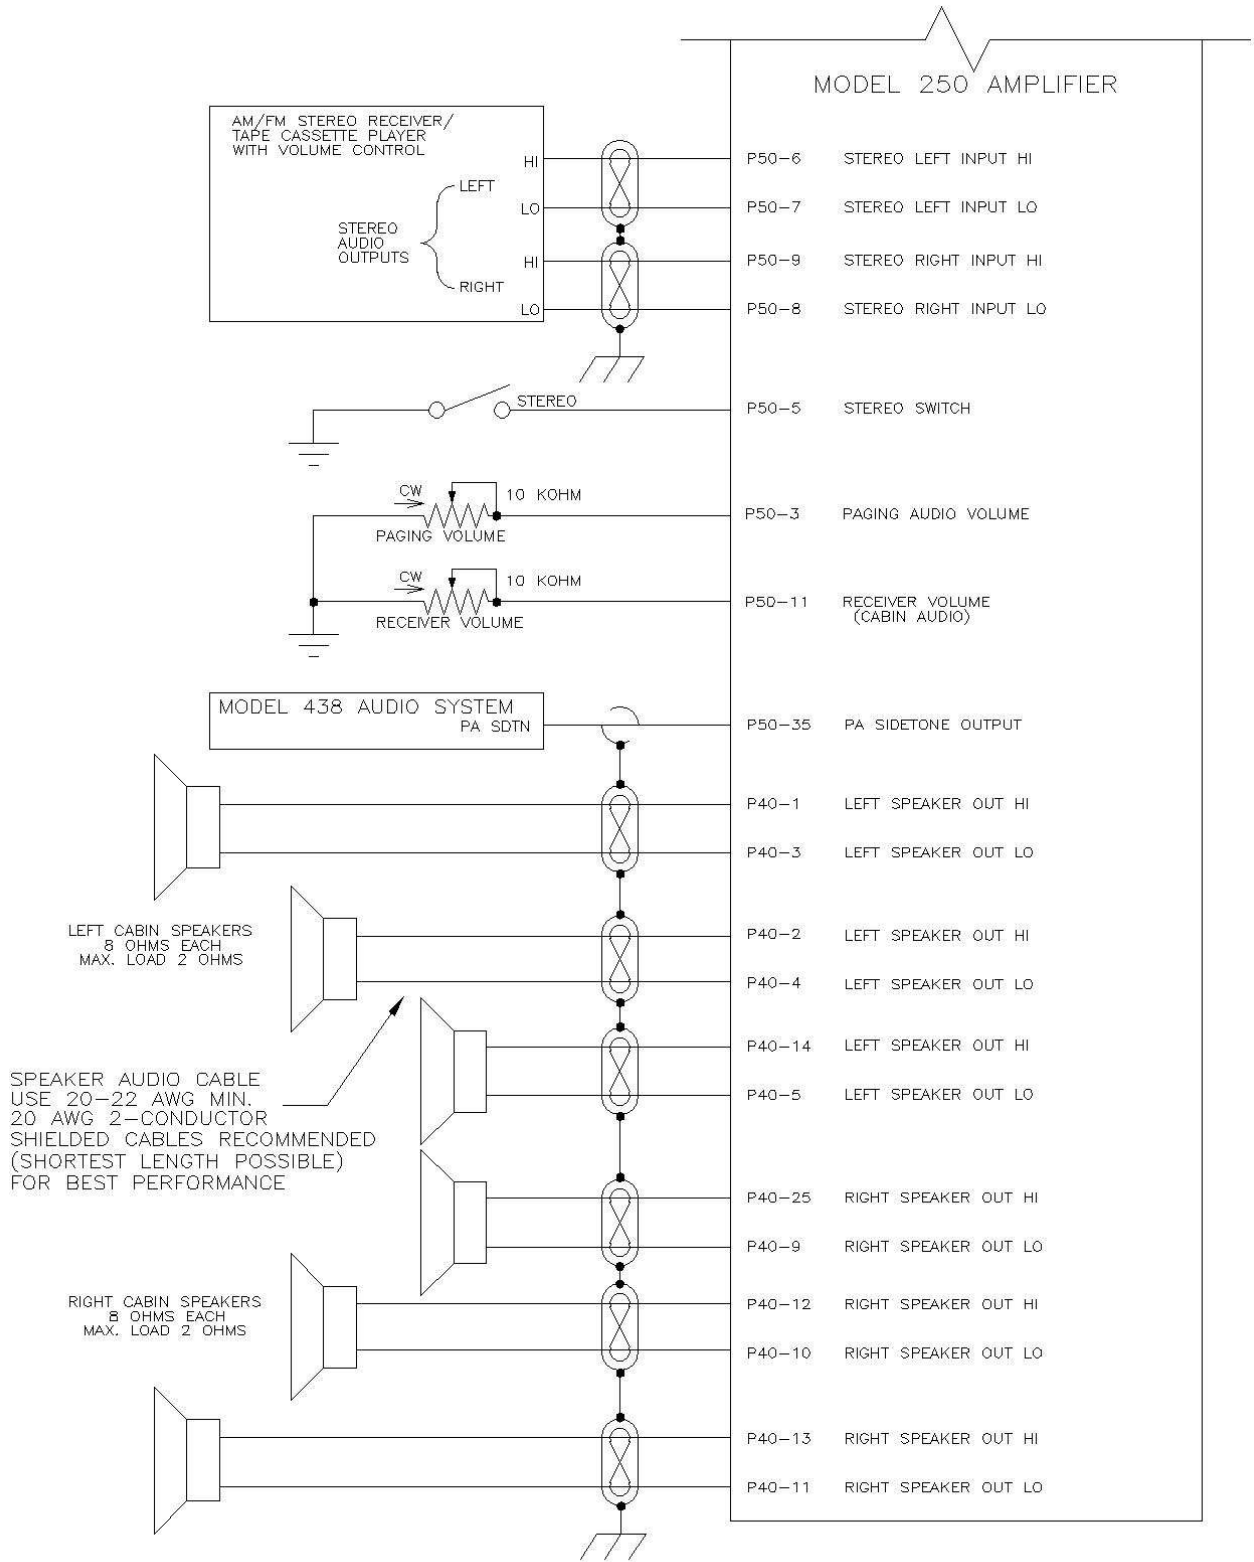 MODEL 250 AMPLIFIER
AM/FM STEREO RECEIVER/
TAPE CASSETTE PLAYER
WITH VOLUME CONTROL
HI
LEFT
LO
STEREO
AUDIO
OUTPUTS
HI
RIGHT
LO
P50-6 STEREO LEFT INPUT HI
P50-7 STEREO LEFT INPUT LO
P50-9 STEREO RIGHT INPUT HI
P50-8 STEREO RIGHT INPUT LO
STEREO
P50-5 STEREO SWITCH
CW
10 KOHM
PAGING VOLUME
P50-3 PAGING AUDIO VOLUME
CW
10 KOHM
RECEIVER VOLUME
P50-11 RECEIVER VOLUME
(CABIN AUDIO)
MODEL 438 AUDIO SYSTEM
PA SDTN
P50-35 PA SIDETONE OUTPUT
P40-1 LEFT SPEAKER OUT HI
P40-3 LEFT SPEAKER OUT LO
LEFT CABIN SPEAKERS
8 OHMS EACH
MAX. LOAD 2 OHMS
P40-2 LEFT SPEAKER OUT HI
P40-4 LEFT SPEAKER OUT LO
P40-14 LEFT SPEAKER OUT HI
P40-5 LEFT SPEAKER OUT LO
SPEAKER AUDIO CABLE
USE 20-22 AWG MIN.
20 AWG 2-CONDUCTOR
SHIELDED CABLES RECOMMENDED
(SHORTEST LENGTH POSSIBLE)
FOR BEST PERFORMANCE
P40-25 RIGHT SPEAKER OUT HI
P40-9 RIGHT SPEAKER OUT LO
RIGHT CABIN SPEAKERS
8 OHMS EACH
MAX. LOAD 2 OHMS
P40-12 RIGHT SPEAKER OUT HI
P40-10 RIGHT SPEAKER OUT LO
P40-13 RIGHT SPEAKER OUT HI
P40-11 RIGHT SPEAKER OUT LO